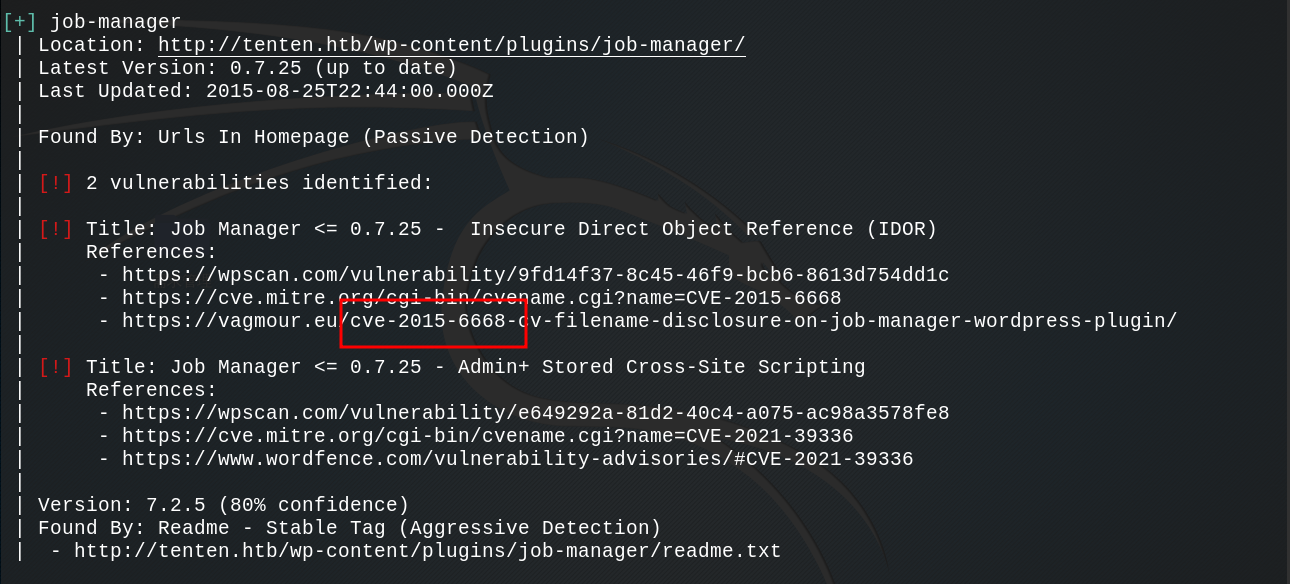 [+] job-manager
| Location: http://tenten.htb/wp-content/plugins/job-manager/
| Latest Version: 0.7.25 (up to date)
| Last Updated: 2015-08-25T22:44:00.000Z
|
| Found By: Urls In Homepage (Passive Detection)
|
| [!] 2 vulnerabilities identified:
|
| [!] Title: Job Manager <= 0.7.25 -  Insecure Direct Object Reference (IDOR)
|     References:
|      - https://wpscan.com/vulnerability/9fd14f37-8c45-46f9-bcb6-8613d754dd1c
|      - https://cve.mitre.org/cgi-bin/cvename.cgi?name=CVE-2015-6668
|      - https://vagmour.eu/cve-2015-6668-cv-filename-disclosure-on-job-manager-wordpress-plugin/
|
| [!] Title: Job Manager <= 0.7.25 - Admin+ Stored Cross-Site Scripting
|     References:
|      - https://wpscan.com/vulnerability/e649292a-81d2-40c4-a075-ac98a3578fe8
|      - https://cve.mitre.org/cgi-bin/cvename.cgi?name=CVE-2021-39336
|      - https://www.wordfence.com/vulnerability-advisories/#CVE-2021-39336
|
| Version: 7.2.5 (80% confidence)
| Found By: Readme - Stable Tag (Aggressive Detection)
|  - http://tenten.htb/wp-content/plugins/job-manager/readme.txt